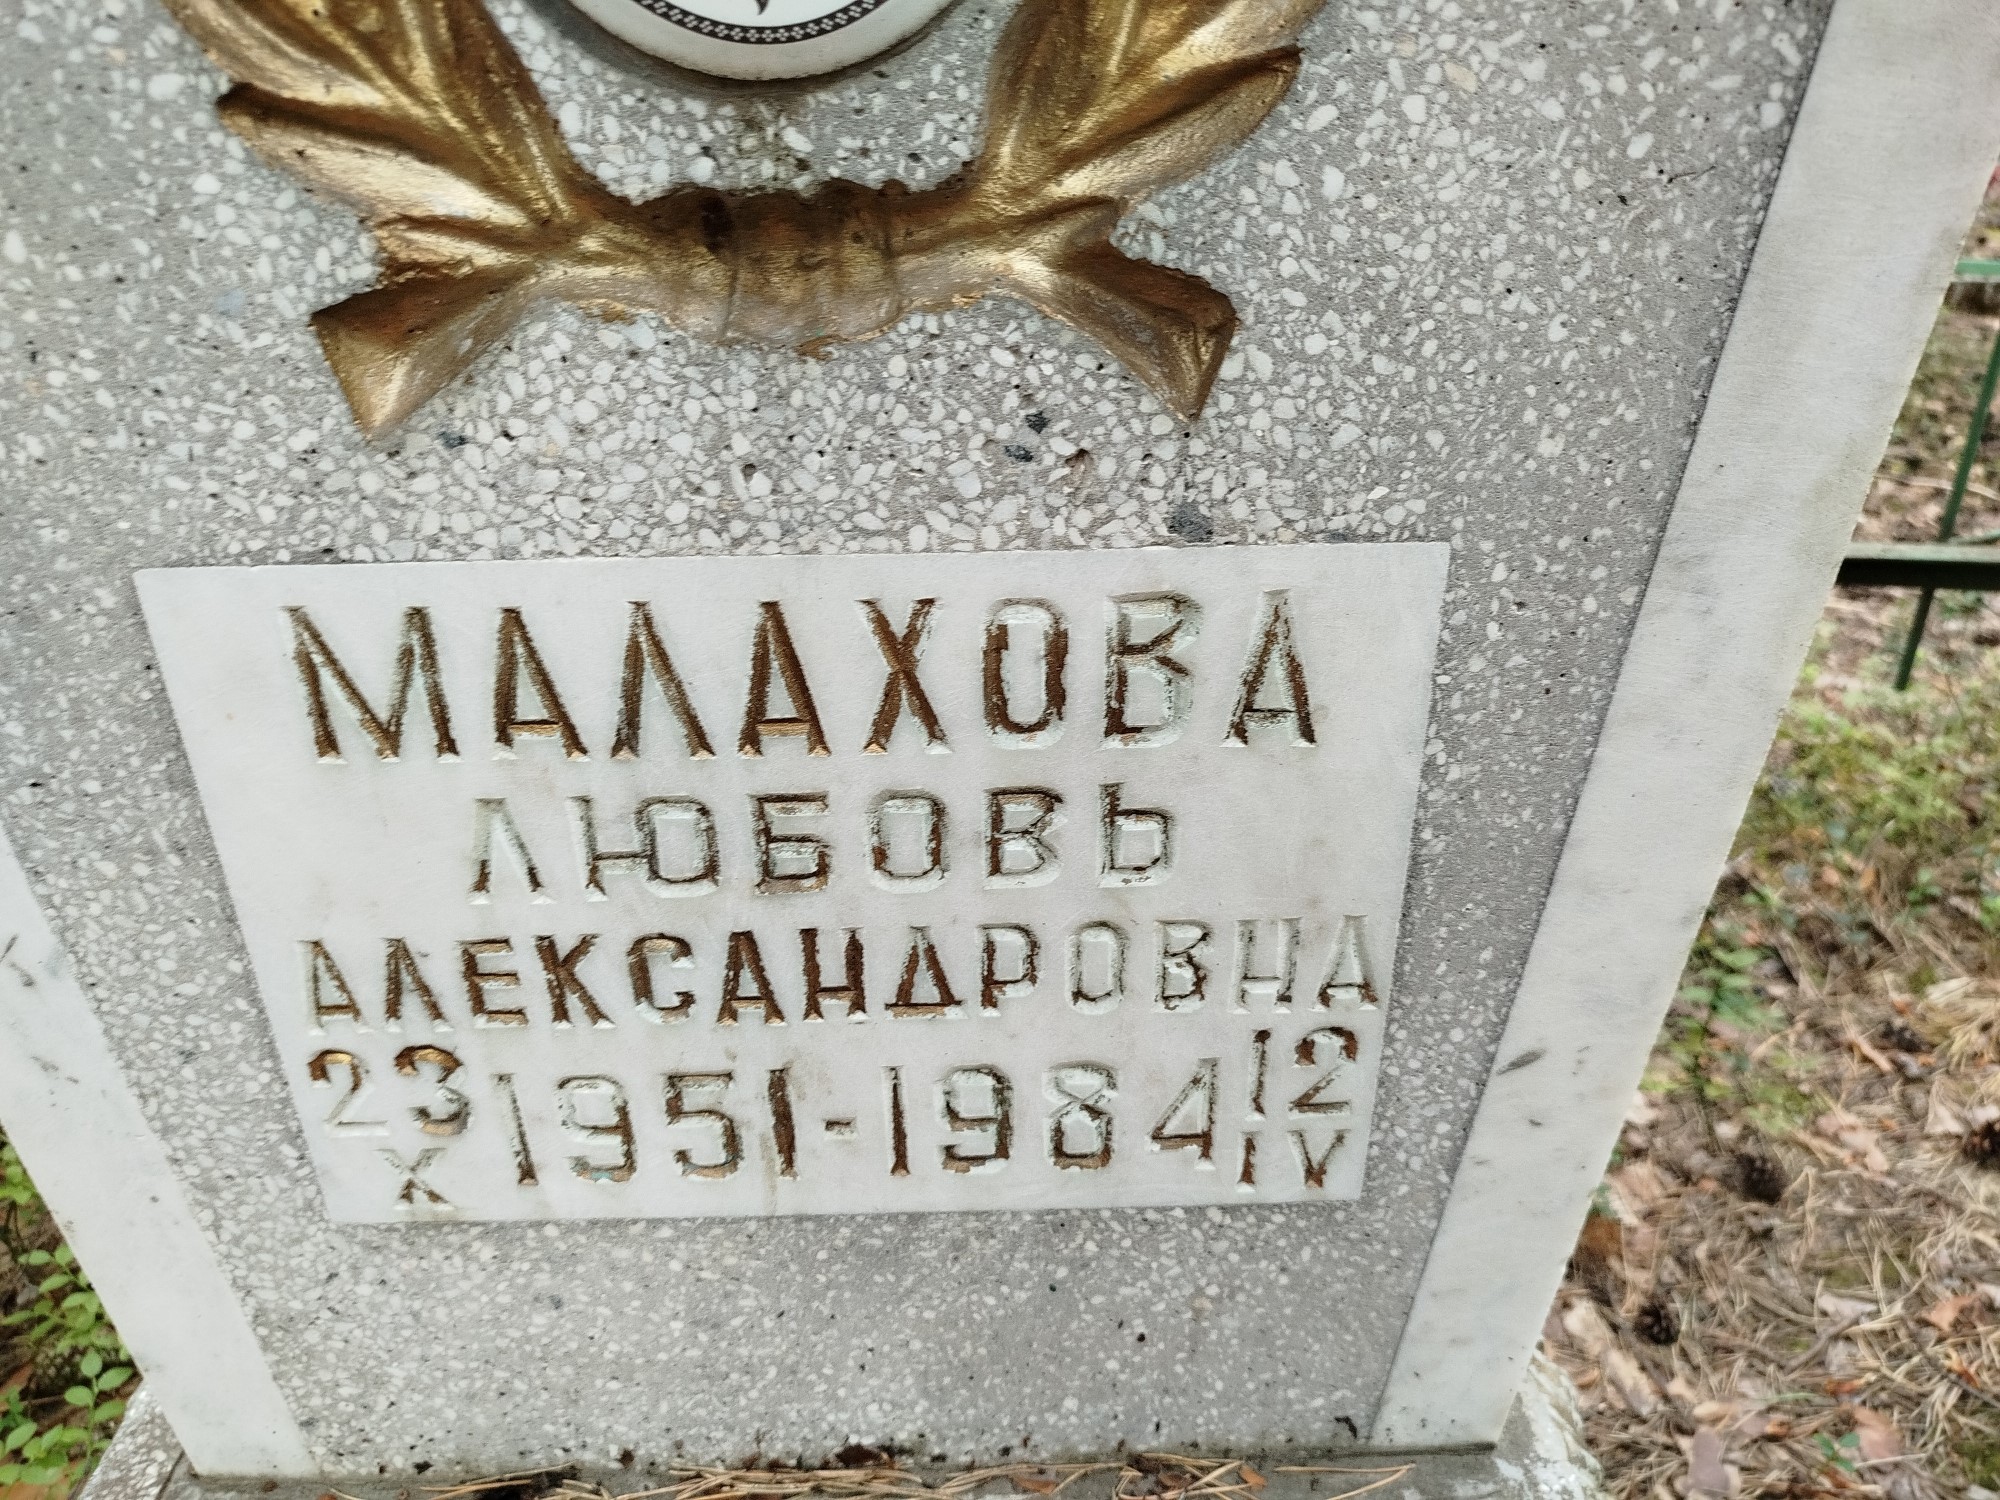 МАЛАХОВА
ЛЮБОВЬ
АЛЕКСАНДРОВНА
23 X 1951-1984 12 IV